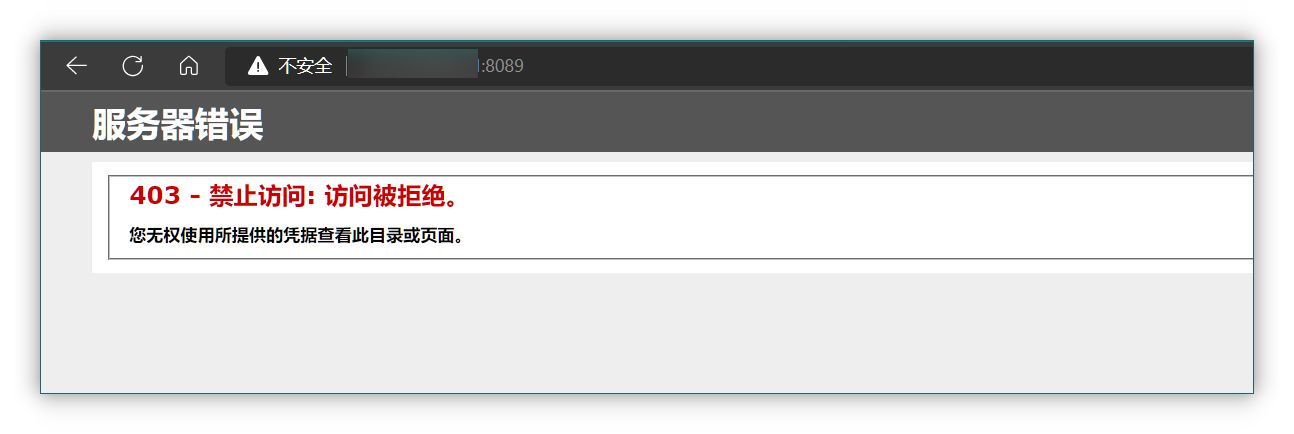 不安全 :8089
服务器错误
403 - 禁止访问: 访问被拒绝。
您无权使用所提供的凭据查看此目录或页面。